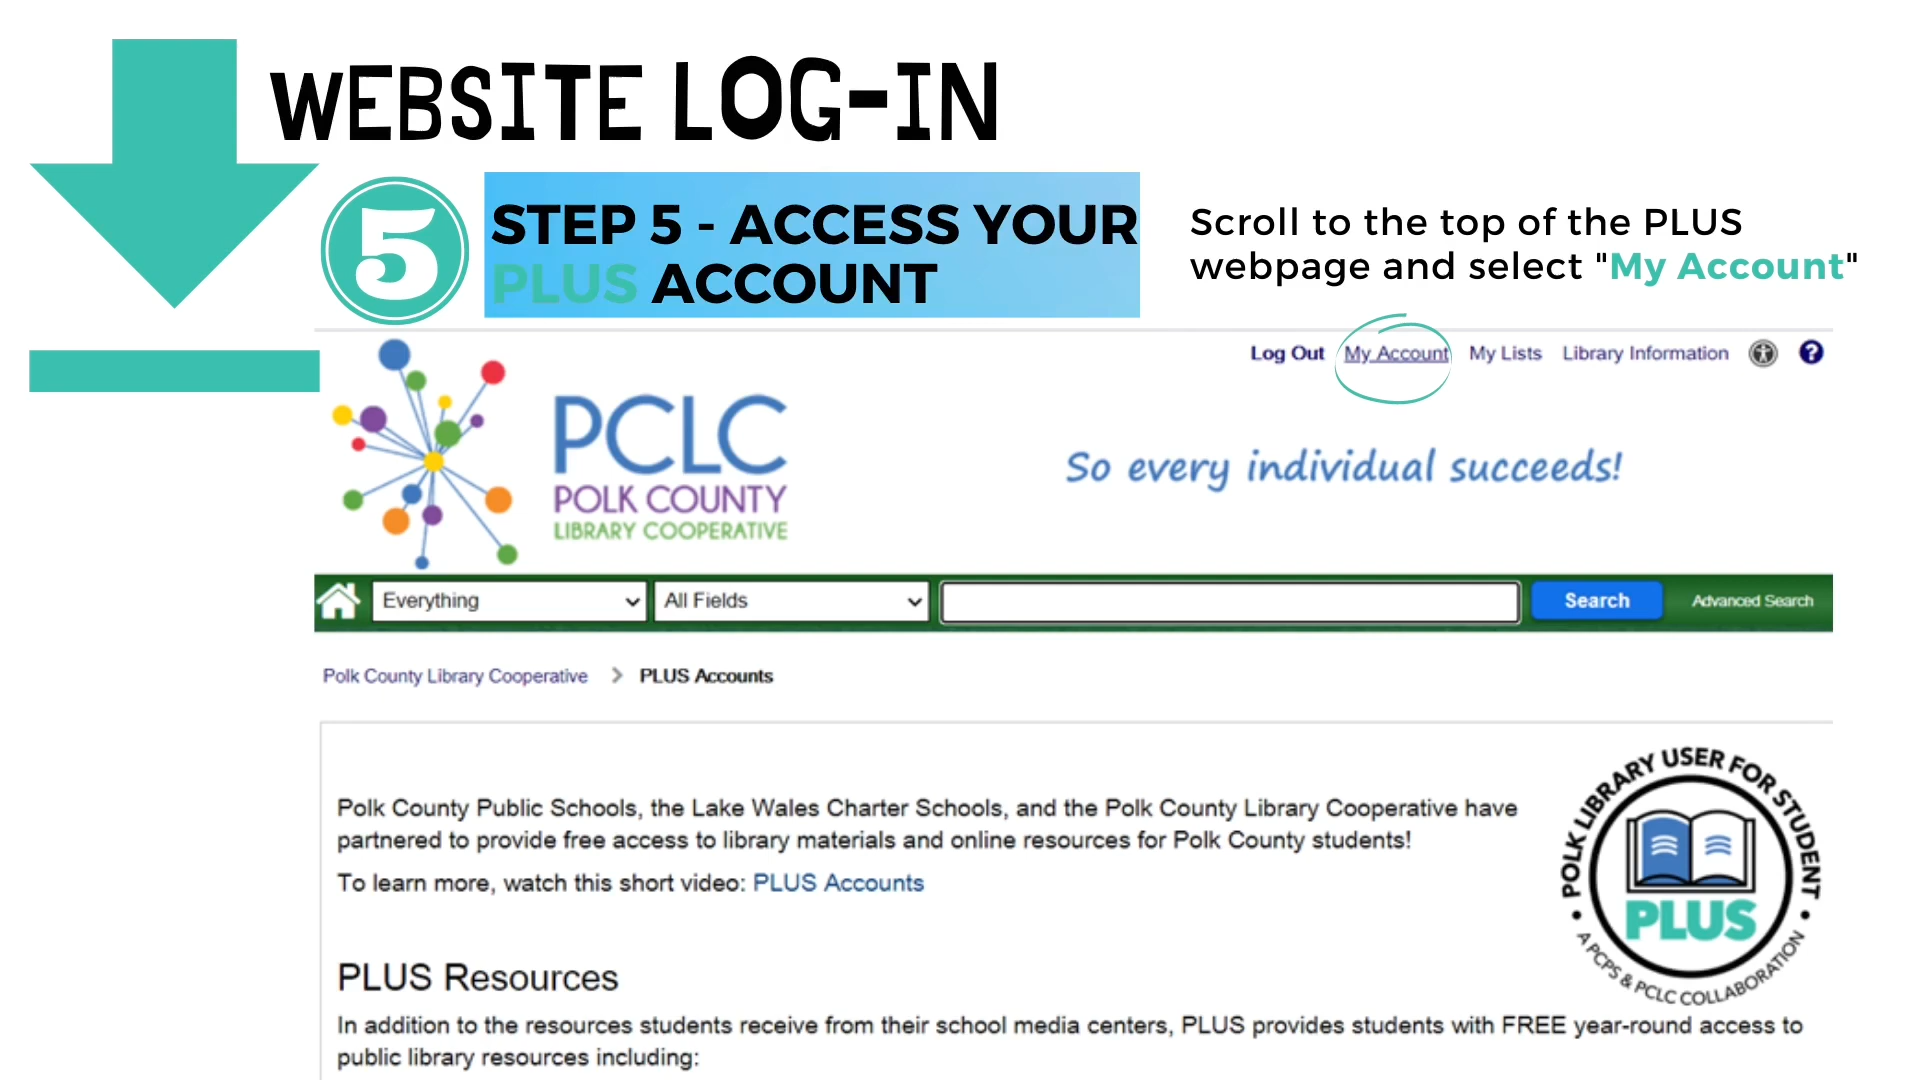 WEBSITE LOG-IN
5
STEP 5 - ACCESS YOUR
PLUS ACCOUNT
Scroll to the top of the PLUS
webpage and select "My Account"
Log Out My Account My Lists Library Information ?
PCLC
POLK COUNTY
LIBRARY COOPERATIVE
So every individual succeeds!
Everything All Fields Search Advanced Search
Polk County Library Cooperative > PLUS Accounts
Polk County Public Schools, the Lake Wales Charter Schools, and the Polk County Library Cooperative have
partnered to provide free access to library materials and online resources for Polk County students!
To learn more, watch this short video: PLUS Accounts
POLK LIBRARY USER FOR STUDENT
PLUS
• A PCPS & PCLC COLLABORATION •
PLUS Resources
In addition to the resources students receive from their school media centers, PLUS provides students with FREE year-round access to
public library resources including: